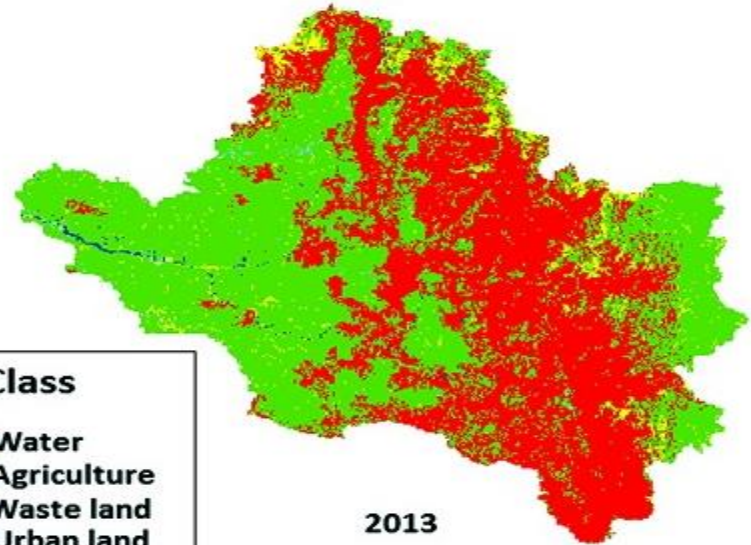 Class
Water
Agriculture
Waste land
Urban land
2013